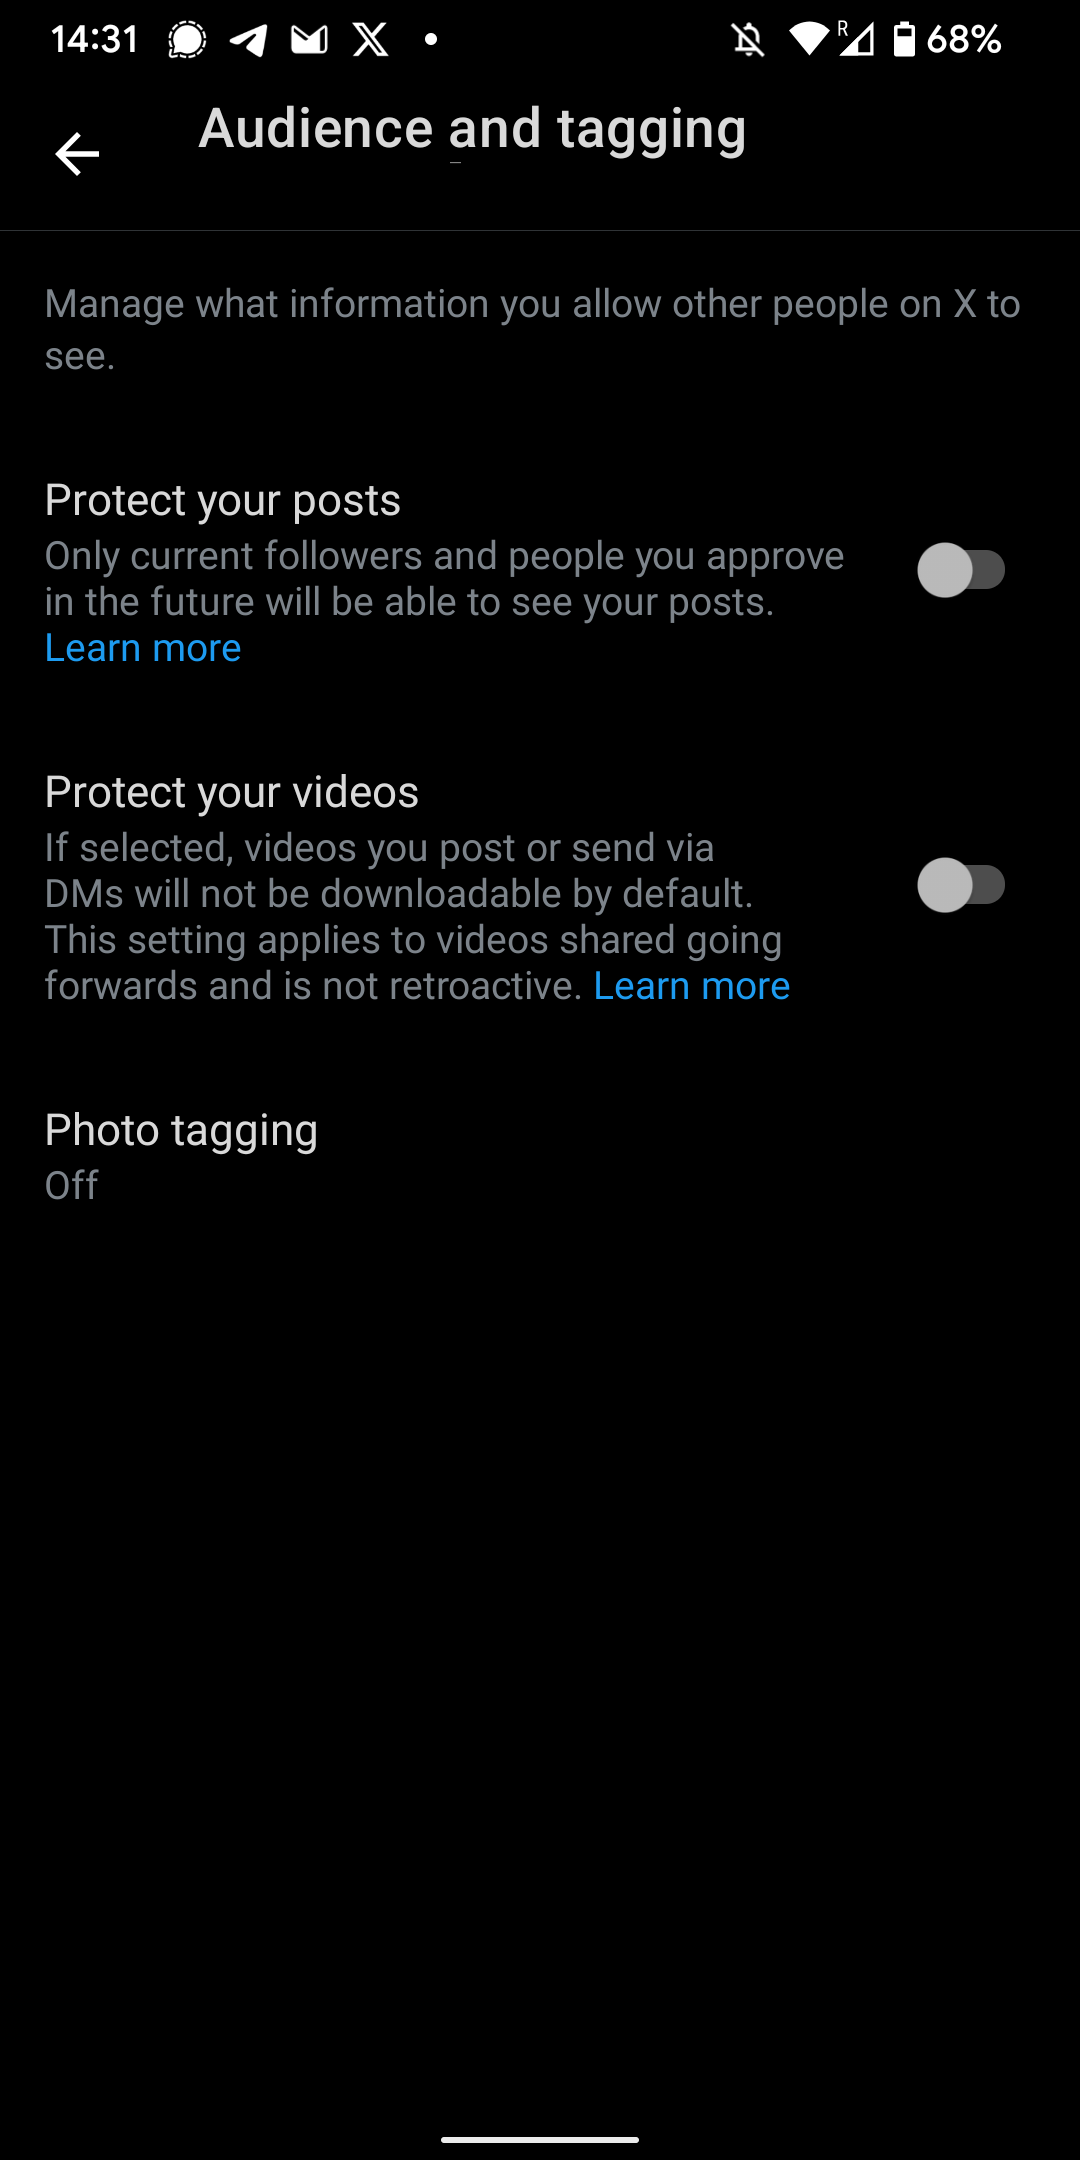 14:31
R
68%
Audience and tagging
Manage what information you allow other people on X to
see.
Protect your posts
Only current followers and people you approve
in the future will be able to see your posts.
Learn more
Protect your videos
If selected, videos you post or send via
DMs will not be downloadable by default.
This setting applies to videos shared going
forwards and is not retroactive. Learn more
Photo tagging
Off